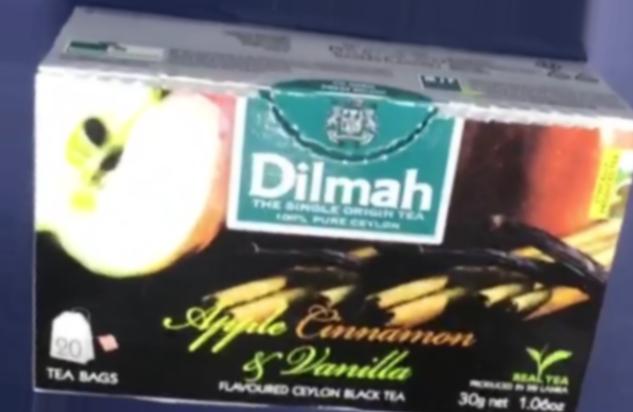 Dilmah
THE SINGLE ORIGIN TEA
100% PURE CEYLON
Apple Cinnamon
& Vanilla
FLAVOURED CEYLON BLACK TEA
20
TEA BAGS
REAL TEA
PRODUCED IN SRI LANKA
30g net 1.06oz